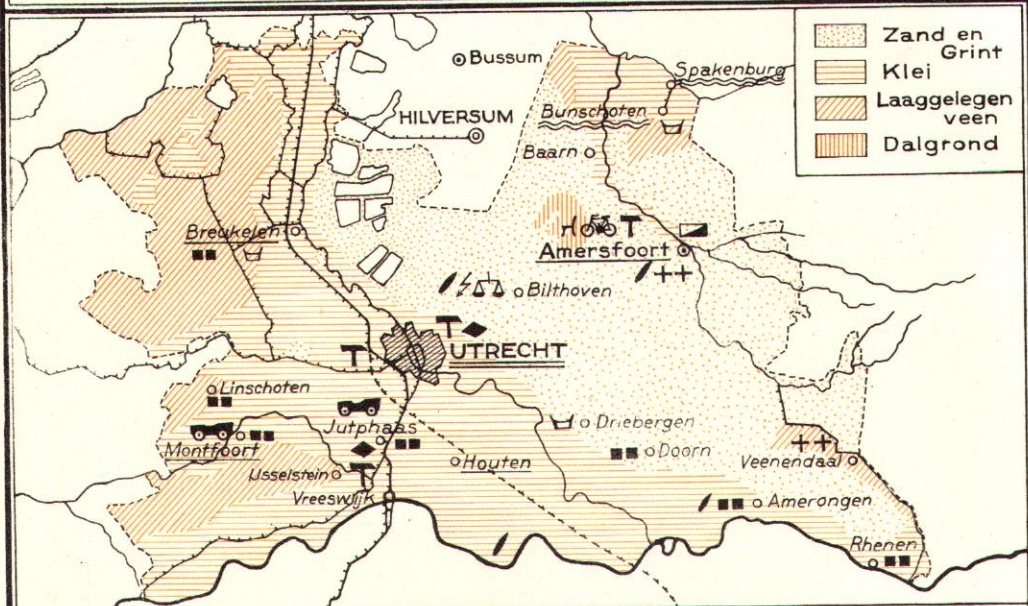 Zand en
Grint
Klei
Laaggelegen
veen
Dalgrond
Bussum
Spakenburg
HILVERSUM
Bunschoten
Baarn
Breukelen
Amersfoort
Bilthoven
UTRECHT
Linschoten
Jutphaas
Driebergen
Montfoort
Doorn
Houten
Veenendaal
IJsselstein
Vreeswijk
Amerongen
Rhenen